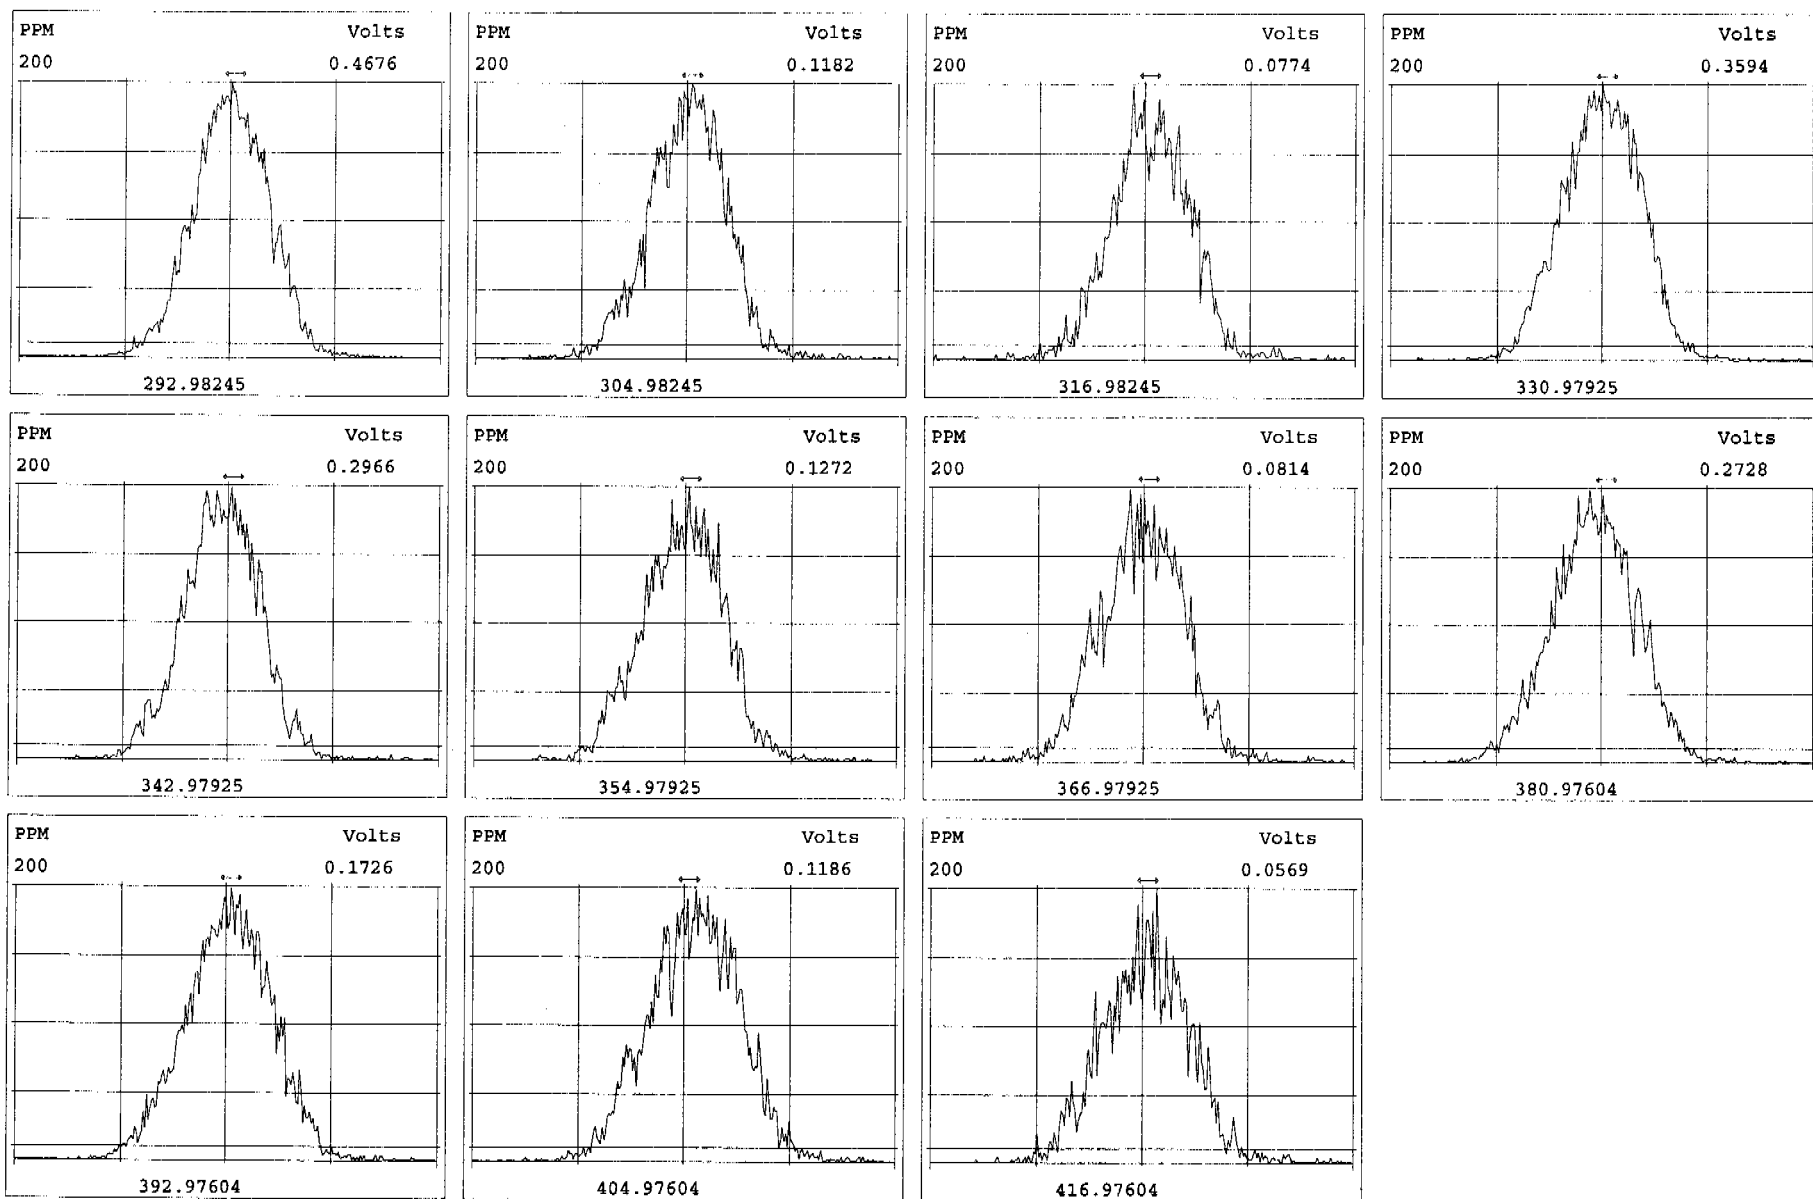 PPM Volts
200 0.4676
292.98245
PPM Volts
200 0.1182
304.98245
PPM Volts
200 0.0774
316.98245
PPM Volts
200 0.3594
330.97925
PPM Volts
200 0.2966
342.97925
PPM Volts
200 0.1272
354.97925
PPM Volts
200 0.0814
366.97925
PPM Volts
200 0.2728
380.97604
PPM Volts
200 0.1726
392.97604
PPM Volts
200 0.1186
404.97604
PPM Volts
200 0.0569
416.97604